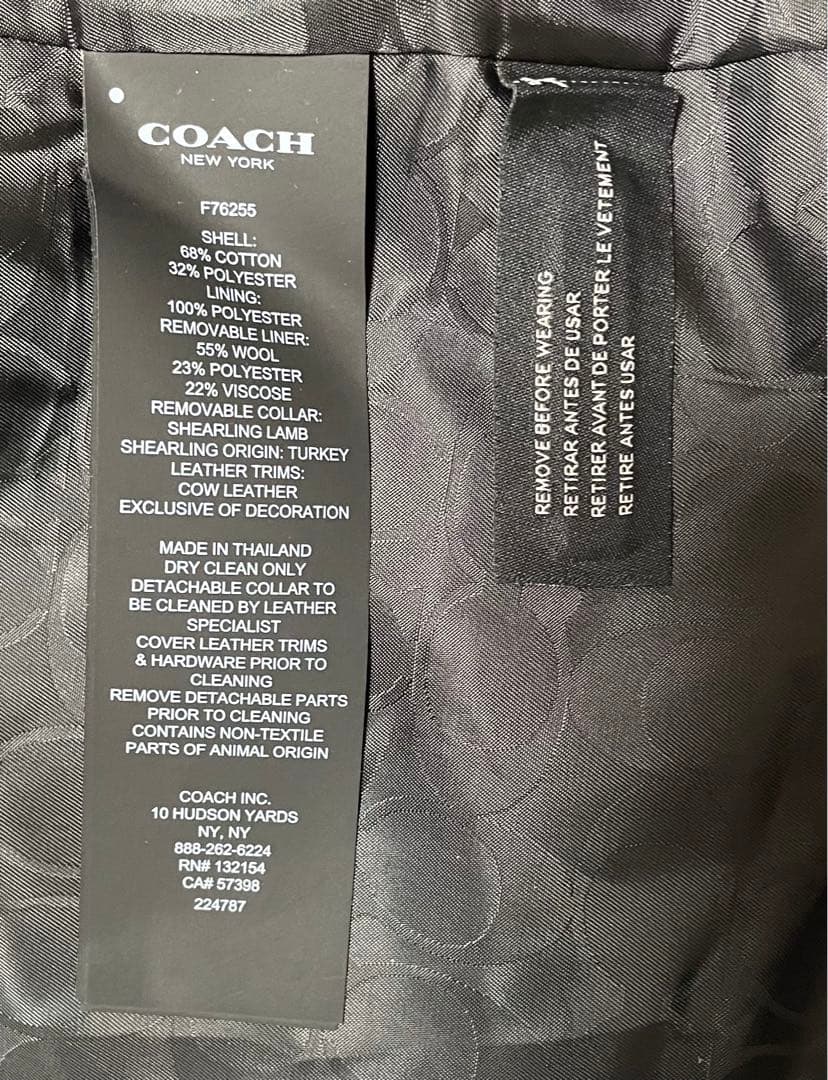 COACH
NEW YORK
F76255
SHELL:
68% COTTON
32% POLYESTER
LINING:
100% POLYESTER
REMOVABLE LINER:
55% WOOL
23% POLYESTER
22% VISCOSE
REMOVABLE COLLAR:
SHEARLING LAMB
SHEARLING ORIGIN: TURKEY
LEATHER TRIMS:
COW LEATHER
EXCLUSIVE OF DECORATION
MADE IN THAILAND
DRY CLEAN ONLY
DETACHABLE COLLAR TO
BE CLEANED BY LEATHER
SPECIALIST
COVER LEATHER TRIMS
& HARDWARE PRIOR TO
CLEANING
REMOVE DETACHABLE PARTS
PRIOR TO CLEANING
CONTAINS NON-TEXTILE
PARTS OF ANIMAL ORIGIN
COACH INC.
10 HUDSON YARDS
NY, NY
888-262-6224
RN# 132154
CA# 57398
224787
REMOVE BEFORE WEARING
RETIRAR ANTES DE USAR
RETIRER AVANT DE PORTER LE VETEMENT
RETIRE ANTES USAR